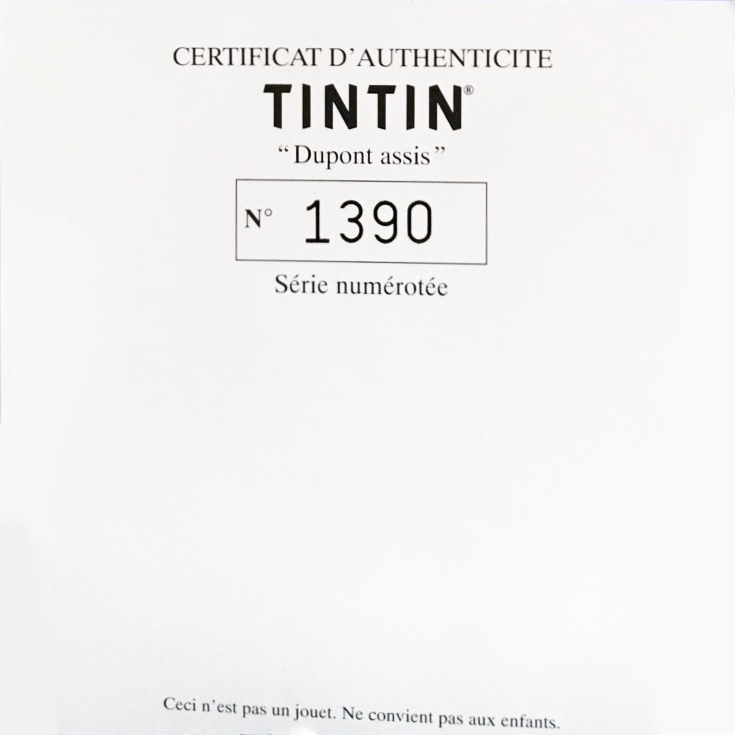 CERTIFICAT D'AUTHENTICITE
TINTIN®
“Dupont assis”
N° 1390
Série numérotée
Ceci n'est pas un jouet. Ne convient pas aux enfants.